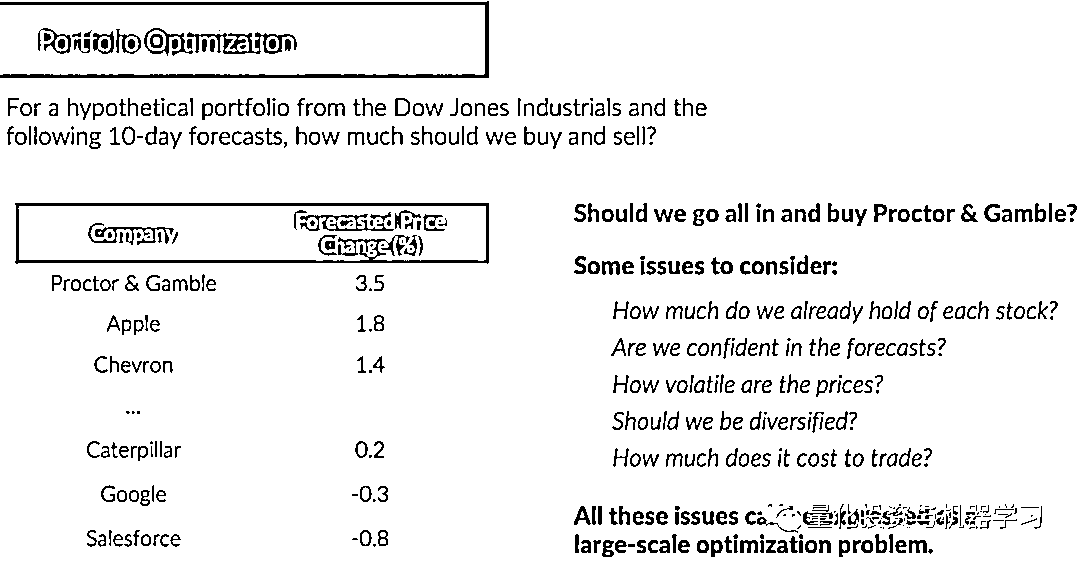 Portfolio Optimization
For a hypothetical portfolio from the Dow Jones Industrials and the
following 10-day forecasts, how much should we buy and sell?
Company
Forecasted Price
Change (%)
Proctor & Gamble 3.5
Apple 1.8
Chevron 1.4
...
Caterpillar 0.2
Google -0.3
Salesforce -0.8
Should we go all in and buy Proctor & Gamble?
Some issues to consider:
How much do we already hold of each stock?
Are we confident in the forecasts?
How volatile are the prices?
Should we be diversified?
How much does it cost to trade?
All these issues can be expressed as a
large-scale optimization problem.
量化投资与机器学习